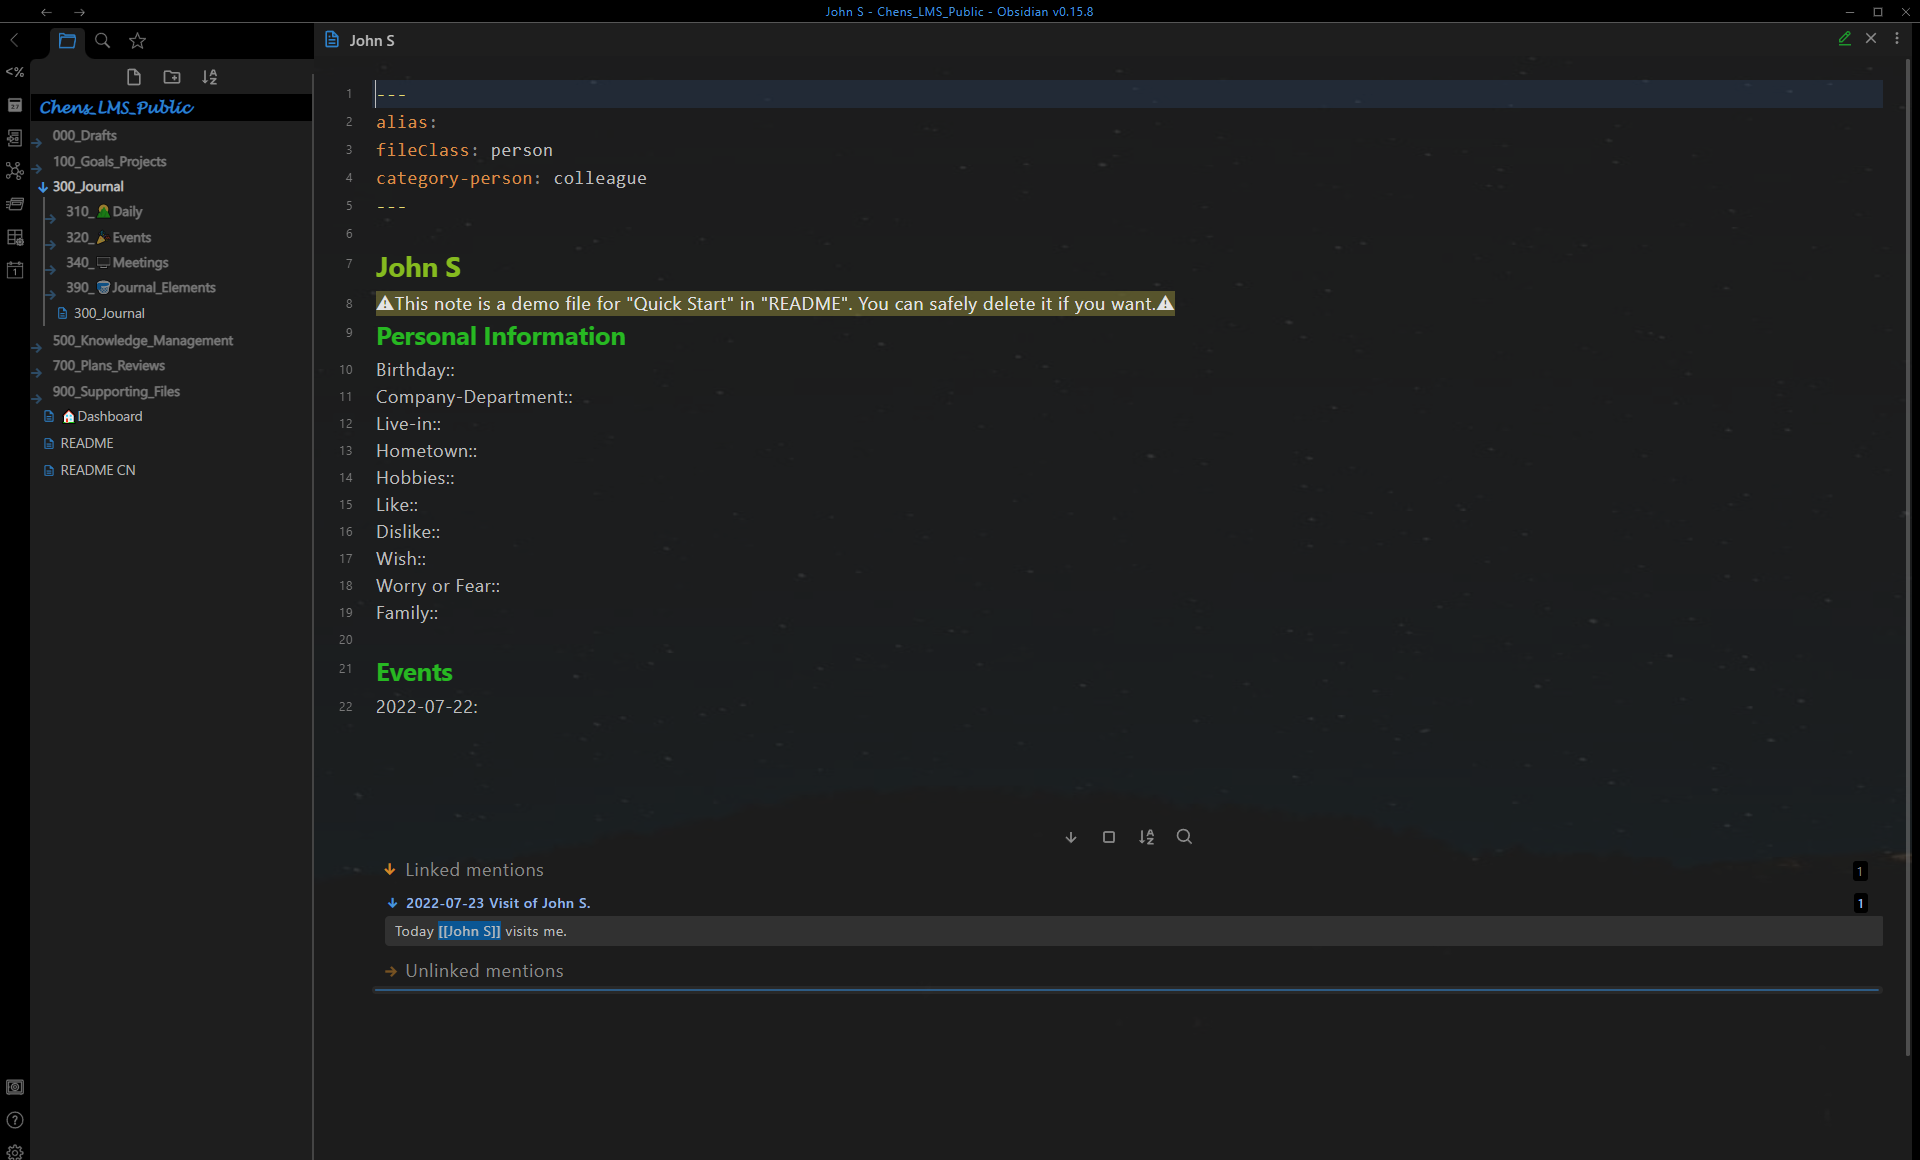 John S - Chens_LMS_Public - Obsidian v0.15.8
John S
Chens_LMS_Public
000_Drafts
100_Goals_Projects
300_Journal
310_Daily
320_Events
340_Meetings
390_Journal_Elements
300_Journal
500_Knowledge_Management
700_Plans_Reviews
900_Supporting_Files
Dashboard
README
README CN
1 ---
2 alias:
3 fileClass: person
4 category-person: colleague
5 ---
6
7 John S
8 ⚠This note is a demo file for "Quick Start" in "README". You can safely delete it if you want.⚠
9 Personal Information
10 Birthday::
11 Company-Department::
12 Live-in::
13 Hometown::
14 Hobbies::
15 Like::
16 Dislike::
17 Wish::
18 Worry or Fear::
19 Family::
20
21 Events
22 2022-07-22:
Linked mentions 1
2022-07-23 Visit of John S. 1
Today [[John S]] visits me.
Unlinked mentions